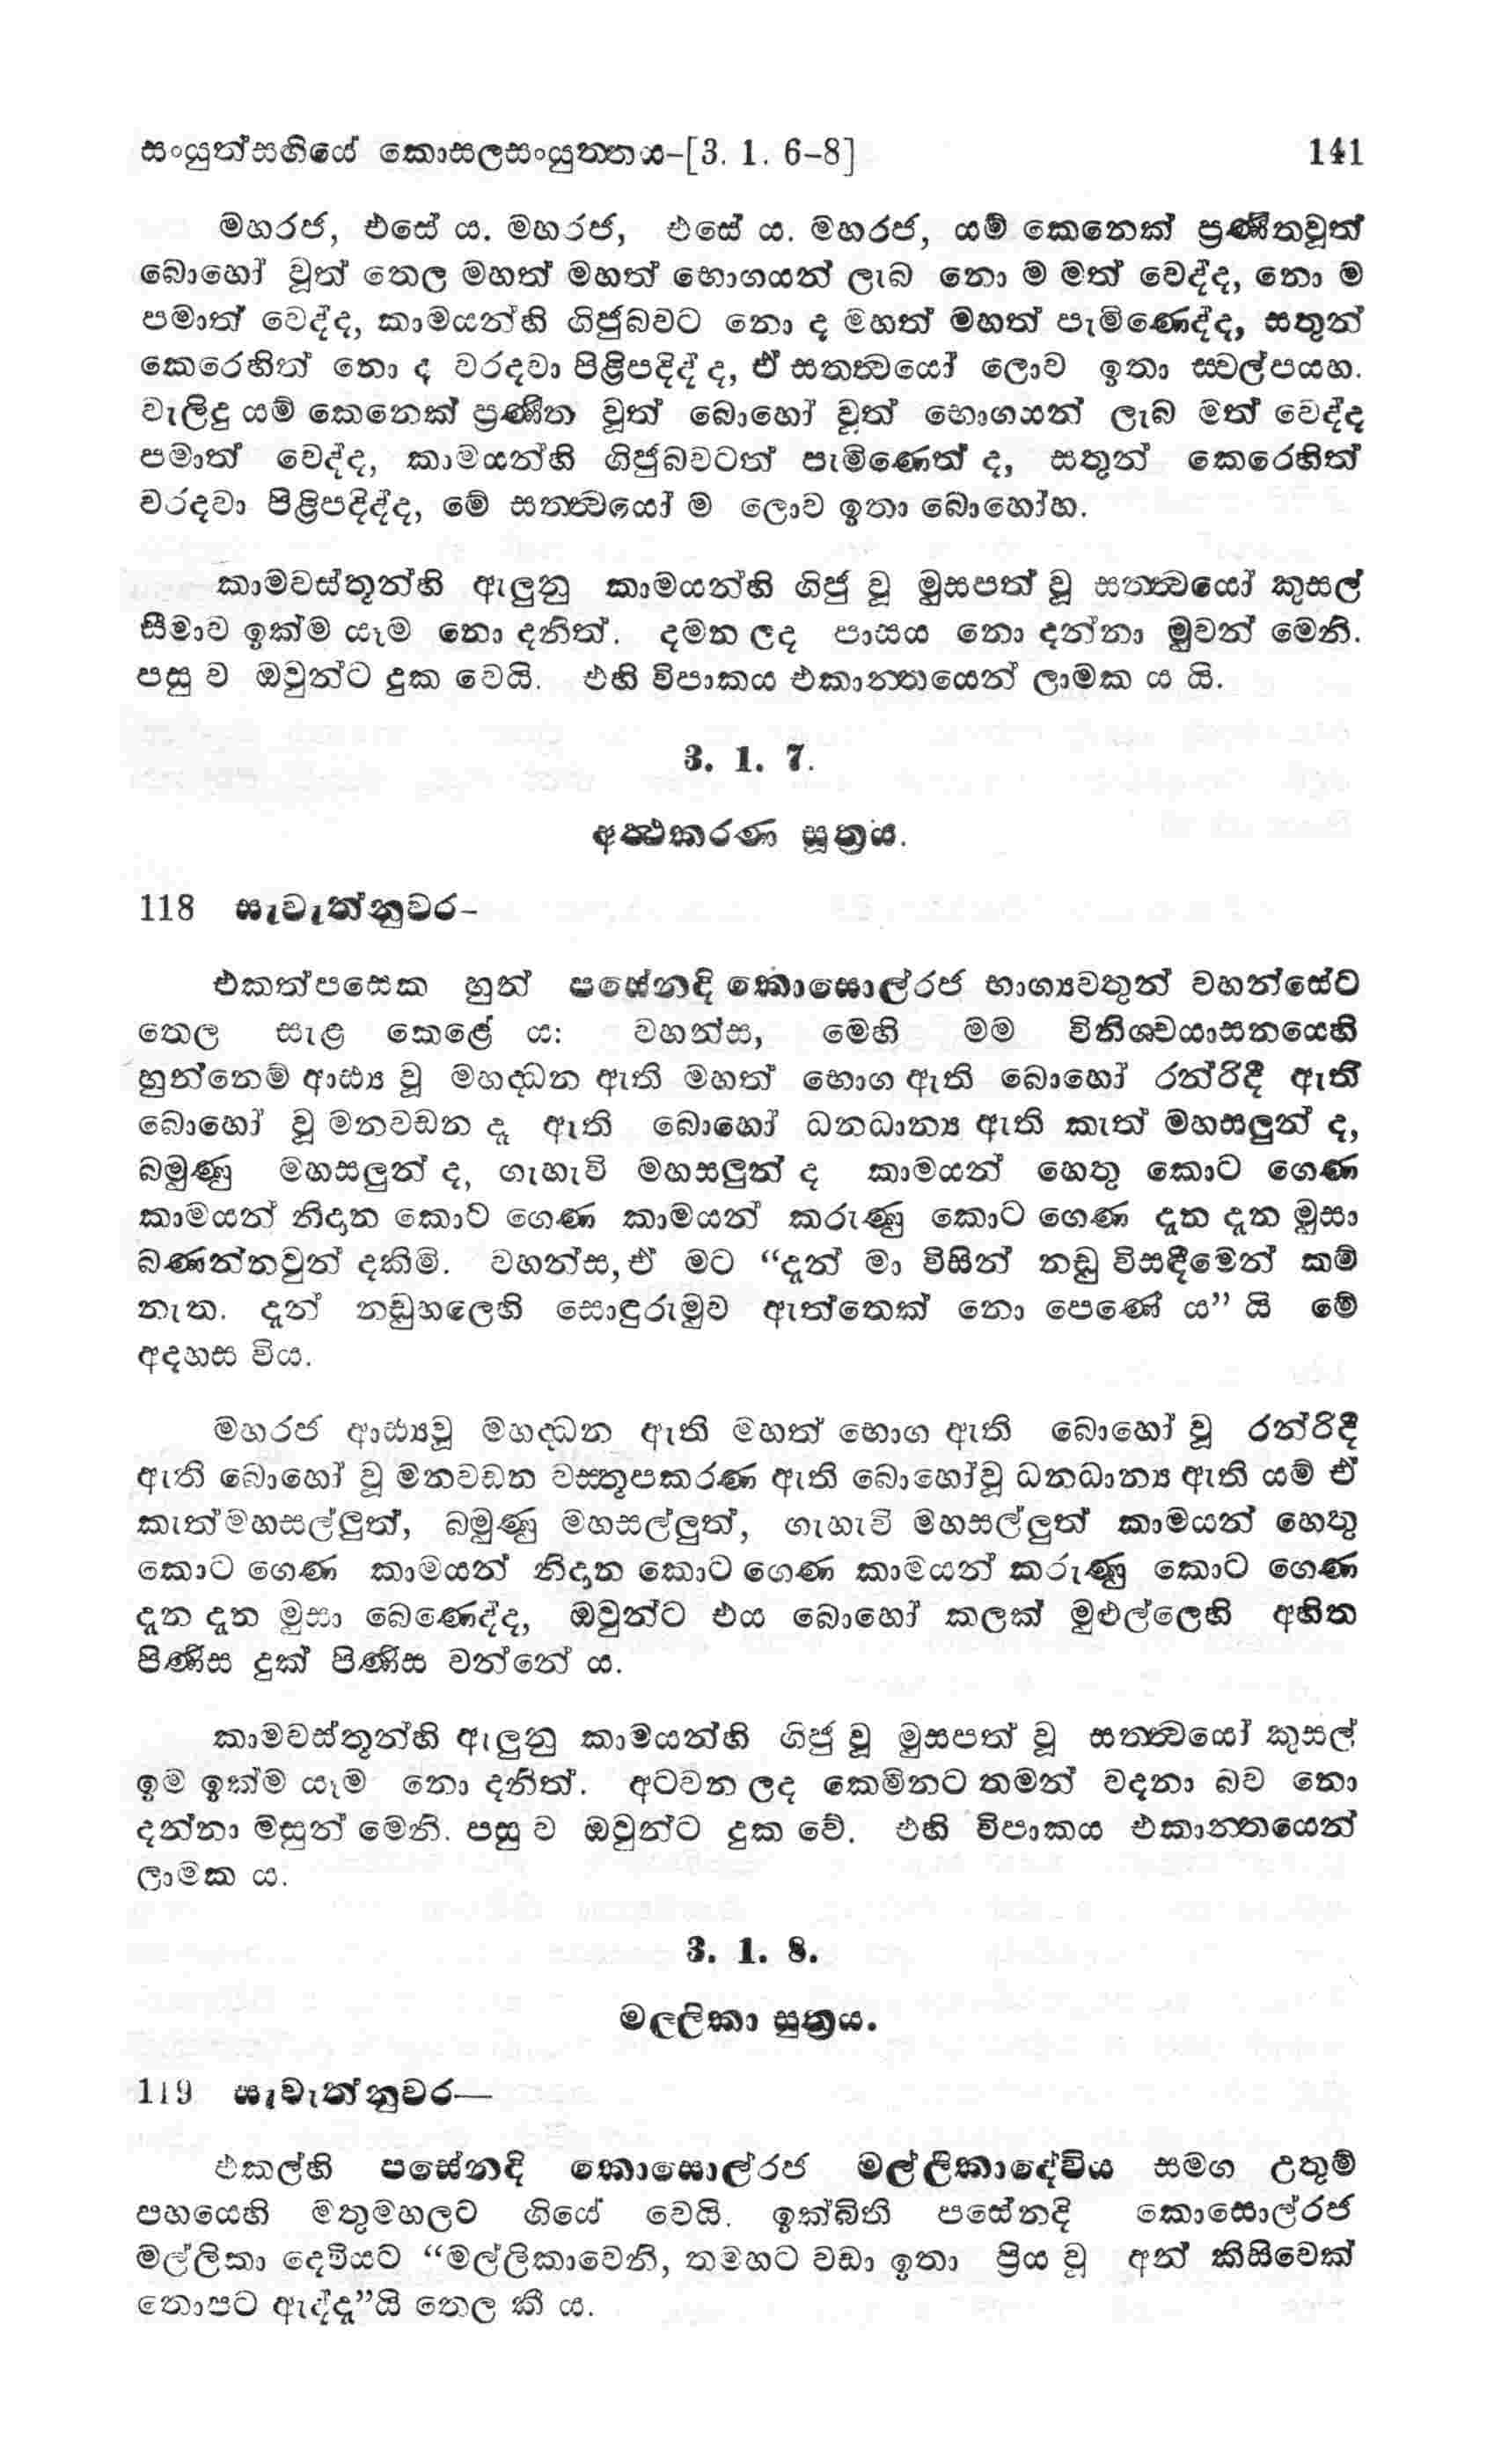 සංයුත්සඟියේ කොසලසංයුත්තය-[3. 1. 6-8] 141
මහරජ, එසේ ය. මහරජ, එසේ ය. මහරජ, යම් කෙනෙක් ප්‍රණීතවූත්
බොහෝ වූත් තෙල මහත් මහත් භොගයන් ලැබ නො ම මත් වෙද්ද, නො ම
පමාත් වෙද්ද, කාමයන්හි ගිජුබවට නො ද මහත් මහත් පැමිණෙද්ද, සතුන්
කෙරෙහිත් නො ද වරදවා පිළිපදිද්ද, ඒ සත්ත්‍වයෝ ලොව ඉතා ස්වල්පයහ.
වැලිදු යම් කෙනෙක් ප්‍රණීත වූත් බොහෝ වූත් භොගයන් ලැබ මත් වෙද්ද
පමාත් වෙද්ද, කාමයන්හි ගිජුබවටත් පැමිණෙත් ද, සතුන් කෙරෙහිත්
වරදවා පිළිපදිද්ද, මේ සත්ත්‍වයෝ ම ලොව ඉතා බොහෝහ.
කාමවස්තූන්හි ඇලුනු කාමයන්හි ගිජු වූ මුසපත් වූ සත්ත්‍වයෝ කුසල්
සීමාව ඉක්ම යෑම නො දනිත්. දමන ලද පාසය නො දන්නා මුවන් මෙනි.
පසු ව ඔවුන්ට දුක වෙයි. එහි විපාකය එකාන්තයෙන් ලාමක ය යි.
3. 1. 7.
අත්‍ථකරණ සූත්‍රය.
118 සැවැත්නුවර-
එකත්පසෙක හුන් පසේනදි කොසොල්රජ භාග්‍යවතුන් වහන්සේට
තෙල සැළ කෙළේ ය: වහන්ස, මෙහි මම විනිශ්චයාසනයෙහි
හුන්නෙම් ආඪ්‍ය වූ මහද්ධන ඇති මහත් භොග ඇති බොහෝ රන්රිදී ඇති
බොහෝ වූ මනවඩන දෑ ඇති බොහෝ ධනධාන්‍ය ඇති කැත් මහසලුන් ද,
බමුණු මහසලුන් ද, ගැහැවි මහසලුන් ද කාමයන් හෙතු කොට ගෙණ
කාමයන් නිදාන කොට ගෙණ කාමයන් කරුණු කොට ගෙණ දැන දැන මුසා
බණන්නවුන් දකිමි. වහන්ස, ඒ මට “දැන් මා විසින් නඩු විසඳීමෙන් කම්
නැත. දැන් නඩුහලෙහි සොඳුරුමුව ඇත්තෙක් නො පෙණේ ය” යි මේ
අදහස විය.
මහරජ ආඪ්‍යවූ මහද්ධන ඇති මහත් භොග ඇති බොහෝ වූ රන්රිදී
ඇති බොහෝ වූ මනවඩන වස්තූපකරණ ඇති බොහෝවූ ධනධාන්‍ය ඇති යම් ඒ
කැත්මහසල්ලුත්, බමුණු මහසල්ලුත්, ගැහැවි මහසල්ලුත් කාමයන් හෙතු
කොට ගෙණ කාමයන් නිදාන කොට ගෙණ කාමයන් කරුණු කොට ගෙණ
දැන දැන මුසා බෙණෙද්ද, ඔවුන්ට එය බොහෝ කලක් මුළුල්ලෙහි අහිත
පිණිස දුක් පිණිස වන්නේ ය.
කාමවස්තූන්හි ඇලුනු කාමයන්හි ගිජු වූ මුසපත් වූ සත්ත්‍වයෝ කුසල්
ඉම ඉක්ම යෑම නො දනිත්. අටවන ලද කෙමිනට තමන් වදනා බව නො
දන්නා මසුන් මෙනි. පසු ව ඔවුන්ට දුක වේ. එහි විපාකය එකාන්තයෙන්
ලාමක ය.
3. 1. 8.
මල්ලිකා සුත්‍රය.
119 සැවැත්නුවර—
එකල්හි පසේනදි කොසොල්රජ මල්ලිකාදේවිය සමග උතුම්
පහයෙහි මතුමහලට ගියේ වෙයි. ඉක්බිති පසේනදි කොසොල්රජ
මල්ලිකා දෙවියට “මල්ලිකාවෙනි, තමහට වඩා ඉතා ප්‍රිය වූ අන් කිසිවෙක්
තොපට ඇද්දැ”යි තෙල කී ය.